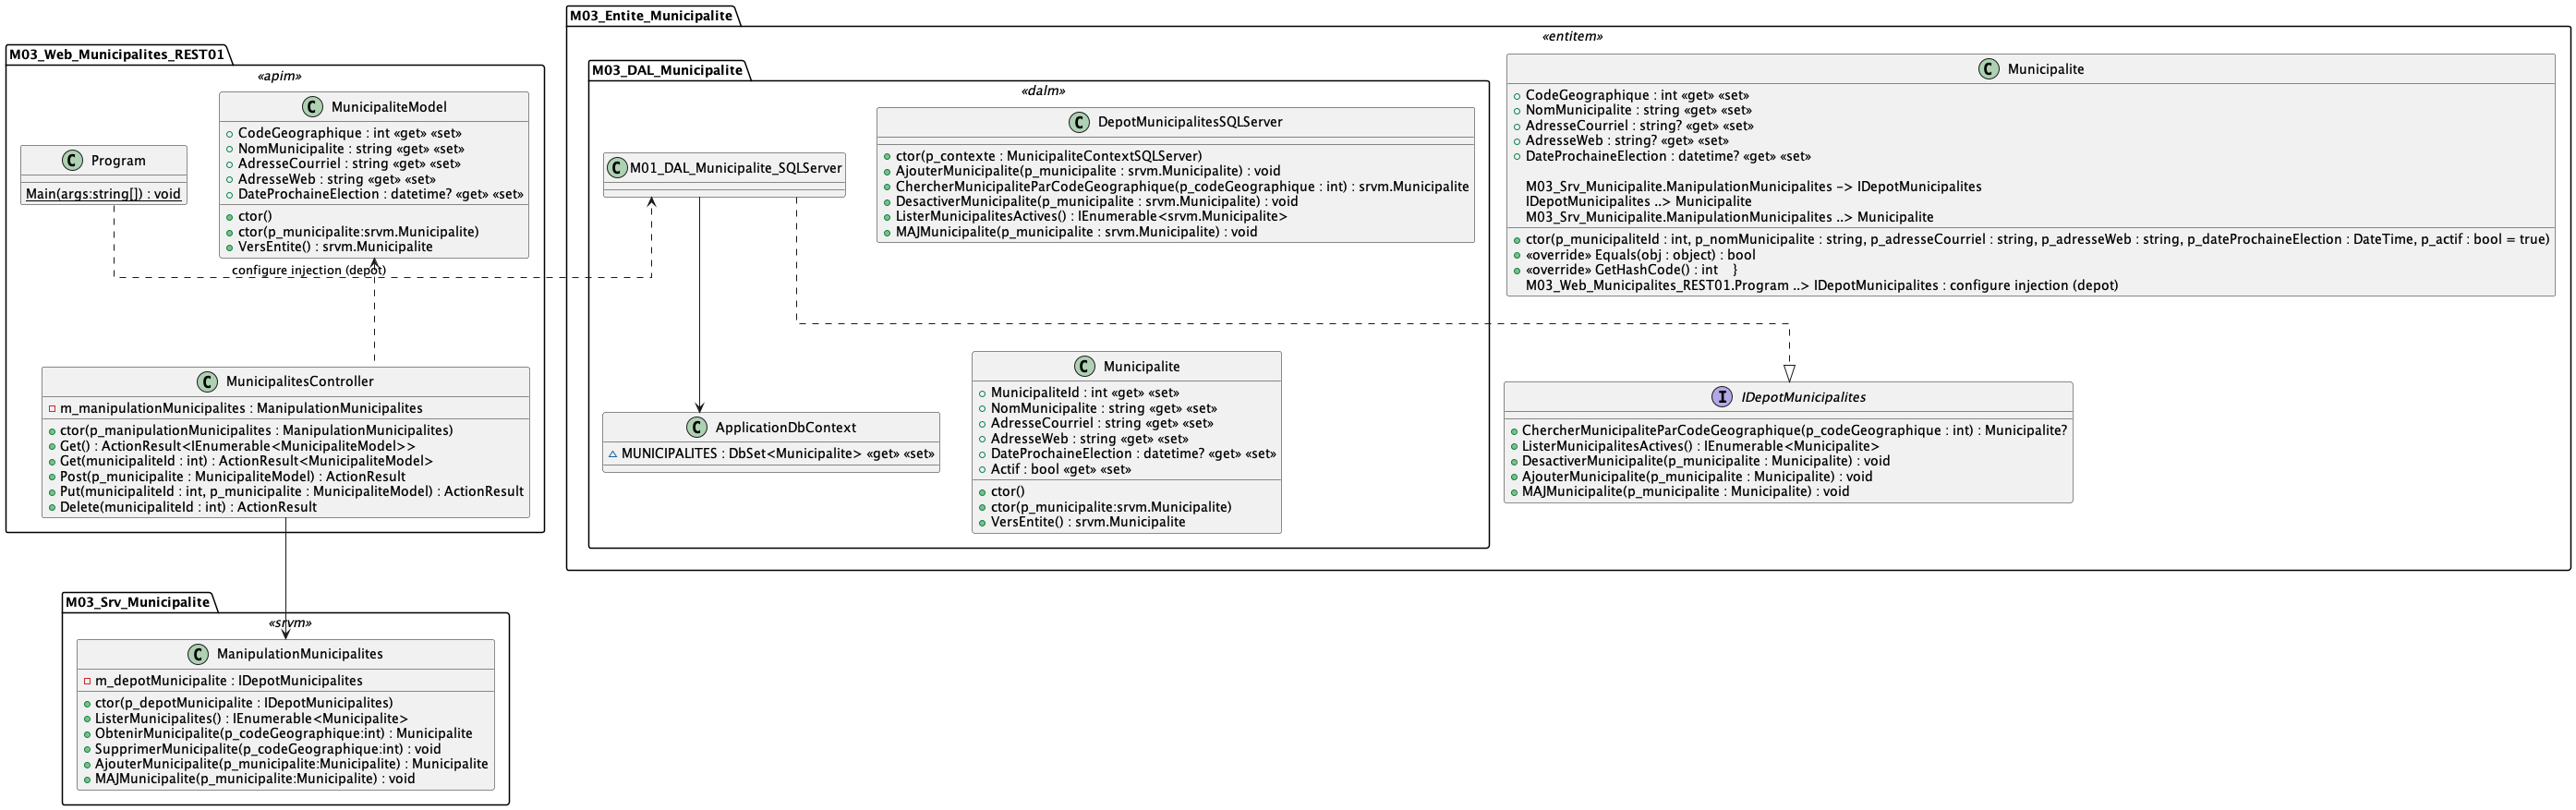 M03_Web_Municipalites_REST01
«apim»
Program
Main(args:string[]) : void
MunicipaliteModel
CodeGeographique : int «get» «set»
NomMunicipalite : string «get» «set»
AdresseCourriel : string «get» «set»
AdresseWeb : string «get» «set»
DateProchaineElection : datetime? «get» «set»
ctor()
ctor(p_municipalite:srvm.Municipalite)
VersEntite() : srvm.Municipalite
configure injection (depot)
MunicipalitesController
m_manipulationMunicipalites : ManipulationMunicipalites
ctor(p_manipulationMunicipalites : ManipulationMunicipalites)
Get() : ActionResult<IEnumerable<MunicipaliteModel>>
Get(municipaliteId : int) : ActionResult<MunicipaliteModel>
Post(p_municipalite : MunicipaliteModel) : ActionResult
Put(municipaliteId : int, p_municipalite : MunicipaliteModel) : ActionResult
Delete(municipaliteId : int) : ActionResult
M03_Srv_Municipalite
«srvm»
ManipulationMunicipalites
m_depotMunicipalite : IDepotMunicipalites
ctor(p_depotMunicipalite : IDepotMunicipalites)
ListerMunicipalites() : IEnumerable<Municipalite>
ObtenirMunicipalite(p_codeGeographique:int) : Municipalite
SupprimerMunicipalite(p_codeGeographique:int) : void
AjouterMunicipalite(p_municipalite:Municipalite) : Municipalite
MAJMunicipalite(p_municipalite:Municipalite) : void
M03_Entite_Municipalite
«entitem»
M03_DAL_Municipalite
«dalm»
M01_DAL_Municipalite_SQLServer
DepotMunicipalitesSQLServer
ctor(p_contexte : MunicipaliteContextSQLServer)
AjouterMunicipalite(p_municipalite : srvm.Municipalite) : void
ChercherMunicipaliteParCodeGeographique(p_codeGeographique : int) : srvm.Municipalite
DesactiverMunicipalite(p_municipalite : srvm.Municipalite) : void
ListerMunicipalitesActives() : IEnumerable<srvm.Municipalite>
MAJMunicipalite(p_municipalite : srvm.Municipalite) : void
ApplicationDbContext
MUNICIPALITES : DbSet<Municipalite> «get» «set»
Municipalite
MunicipaliteId : int «get» «set»
NomMunicipalite : string «get» «set»
AdresseCourriel : string «get» «set»
AdresseWeb : string «get» «set»
DateProchaineElection : datetime? «get» «set»
Actif : bool «get» «set»
ctor()
ctor(p_municipalite:srvm.Municipalite)
VersEntite() : srvm.Municipalite
Municipalite
CodeGeographique : int «get» «set»
NomMunicipalite : string «get» «set»
AdresseCourriel : string? «get» «set»
AdresseWeb : string? «get» «set»
DateProchaineElection : datetime? «get» «set»
M03_Srv_Municipalite.ManipulationMunicipalites -> IDepotMunicipalites
IDepotMunicipalites ..> Municipalite
M03_Srv_Municipalite.ManipulationMunicipalites ..> Municipalite
ctor(p_municipaliteId : int, p_nomMunicipalite : string, p_adresseCourriel : string, p_adresseWeb : string, p_dateProchaineElection : DateTime, p_actif : bool = true)
«override» Equals(obj : object) : bool
«override» GetHashCode() : int }
M03_Web_Municipalites_REST01.Program ..> IDepotMunicipalites : configure injection (depot)
IDepotMunicipalites
ChercherMunicipaliteParCodeGeographique(p_codeGeographique : int) : Municipalite?
ListerMunicipalitesActives() : IEnumerable<Municipalite>
DesactiverMunicipalite(p_municipalite : Municipalite) : void
AjouterMunicipalite(p_municipalite : Municipalite) : void
MAJMunicipalite(p_municipalite : Municipalite) : void